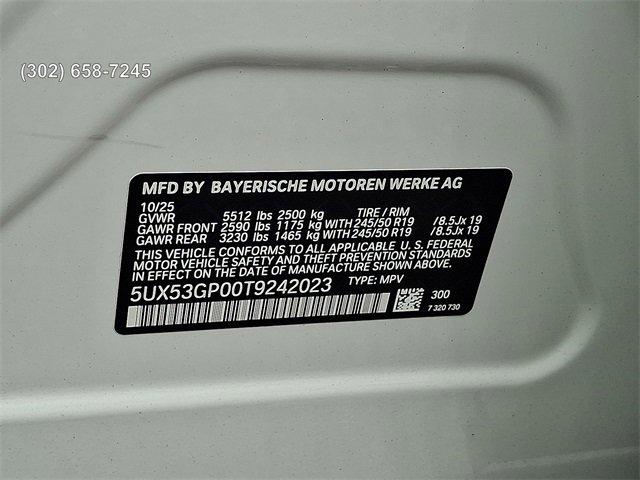 (302) 658-7245
MFD BY BAYERISCHE MOTOREN WERKE AG
10/25
GVWR 5512 lbs 2500 kg TIRE / RIM
GAWR FRONT 2590 lbs 1175 kg WITH 245/50 R19 /8.5Jx 19
GAWR REAR 3230 lbs 1465 kg WITH 245/50 R19 /8.5Jx 19
THIS VEHICLE CONFORMS TO ALL APPLICABLE U. S. FEDERAL
MOTOR VEHICLE SAFETY AND THEFT PREVENTION STANDARDS
IN EFFECT ON THE DATE OF MANUFACTURE SHOWN ABOVE.
5UX53GP00T9242023 TYPE: MPV
300
7 320 730